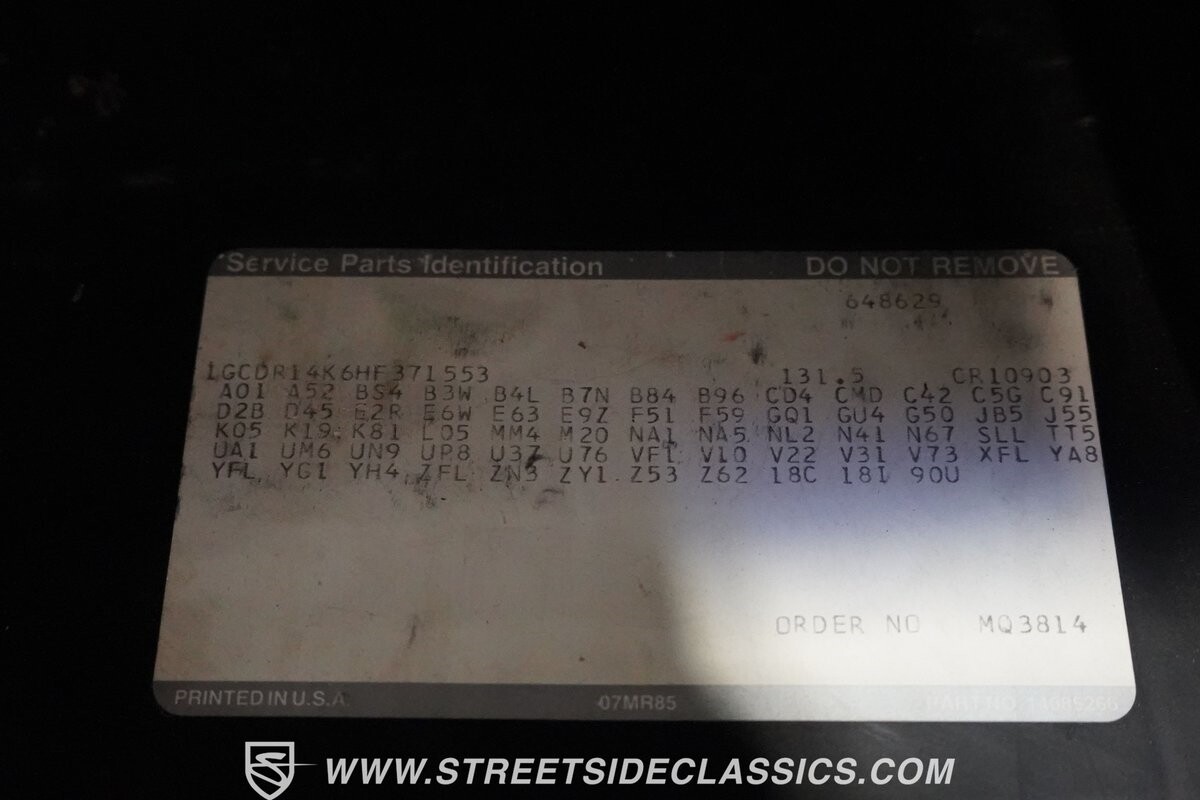 Service Parts Identification DO NOT REMOVE
648629
1GCDR14K6HF371553 131.5 CR10903
A01 A52 BS4 B3W B4L B7N B84 B96 CD4 CMD C42 C5G C91
D2B D45 E2R E6W E63 E9Z F51 F59 GQ1 GU4 G50 JB5 J55
K05 K19 K81 L05 MM4 M20 NA1 NA5 NL2 N41 N67 SLL TT5
UA1 UM6 UN9 UP8 U37 U76 VF1 V10 V22 V31 V73 XFL YA8
YFL YG1 YH4 ZFL ZN3 ZY1 Z53 Z62 18C 18I 90U
ORDER NO MQ3814
PRINTED IN U.S.A. 07MR85 PART NO.
WWW.STREETSIDECLASSICS.COM